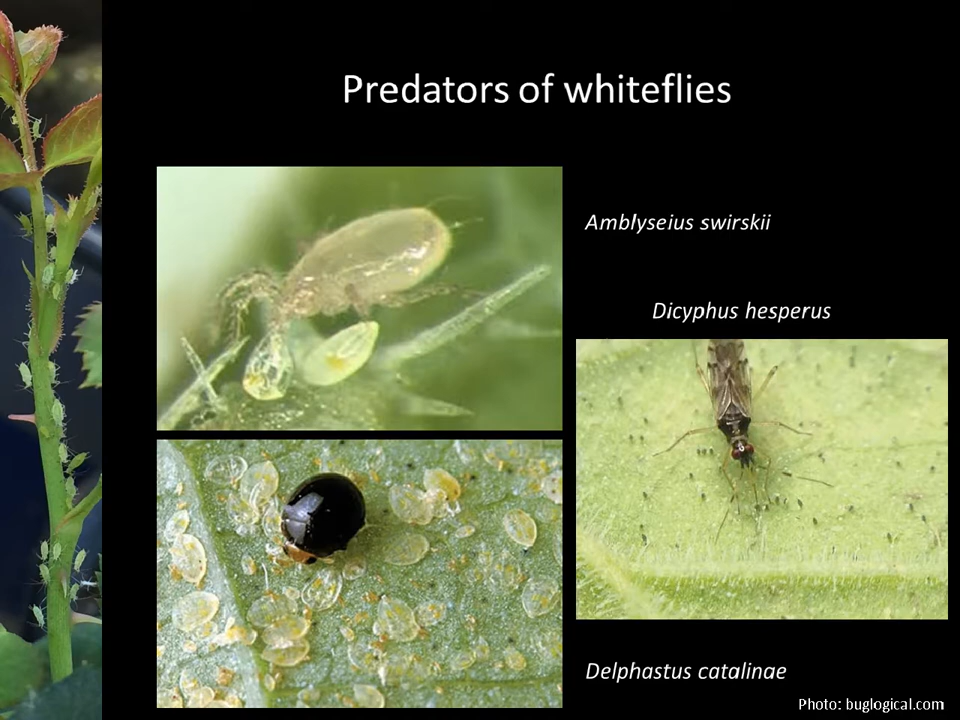 Predators of whiteflies
Amblyseius swirskii
Dicyphus hesperus
Delphastus catalinae
Photo: buglogical.com